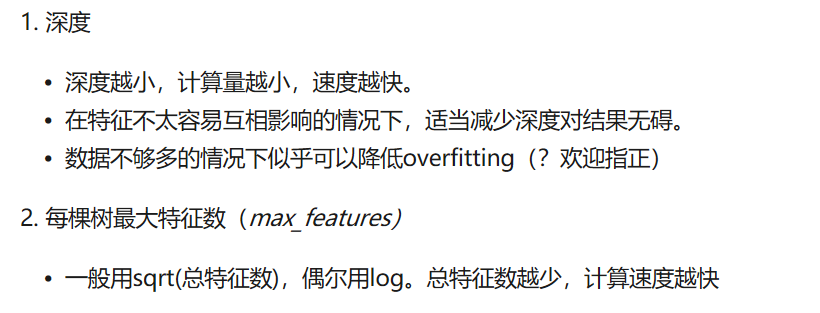 1. 深度
• 深度越小，计算量越小，速度越快。
• 在特征不太容易互相影响的情况下，适当减少深度对结果无碍。
• 数据不够多的情况下似乎可以降低overfitting（？欢迎指正）
2. 每棵树最大特征数（max_features）
• 一般用sqrt(总特征数)，偶尔用log。总特征数越少，计算速度越快